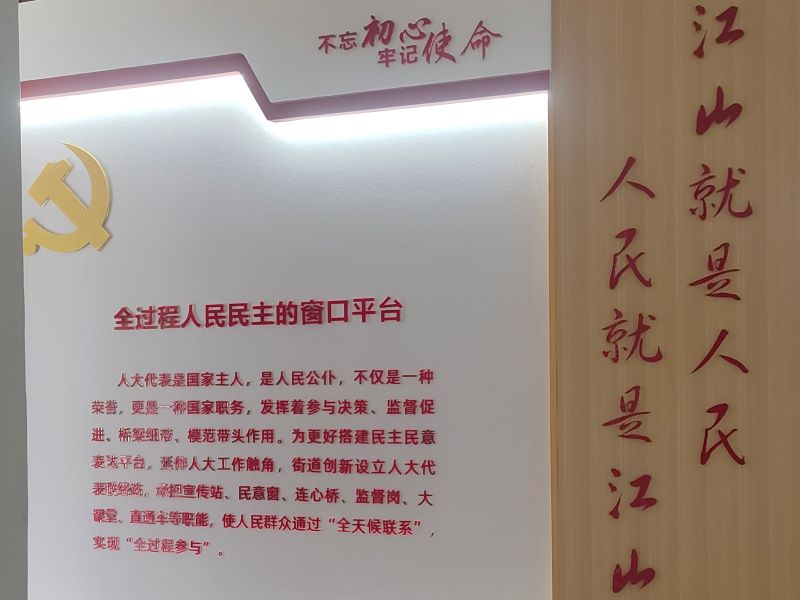 不忘初心
牢记使命
全过程人民民主的窗口平台
人大代表是国家主人，是人民公仆，不仅是一种
荣誉，更是一种国家职务，发挥着参与决策、监督促
进、桥梁纽带、模范带头作用。为更好搭建民主民意
表达平台，延伸人大工作触角，街道创新设立人大代
表联络站，承担宣传站、民意窗、连心桥、监督岗、大
课堂、直通车等职能，使人民群众通过“全天候联系”，
实现“全过程参与”。
江山就是人民
人民就是江山